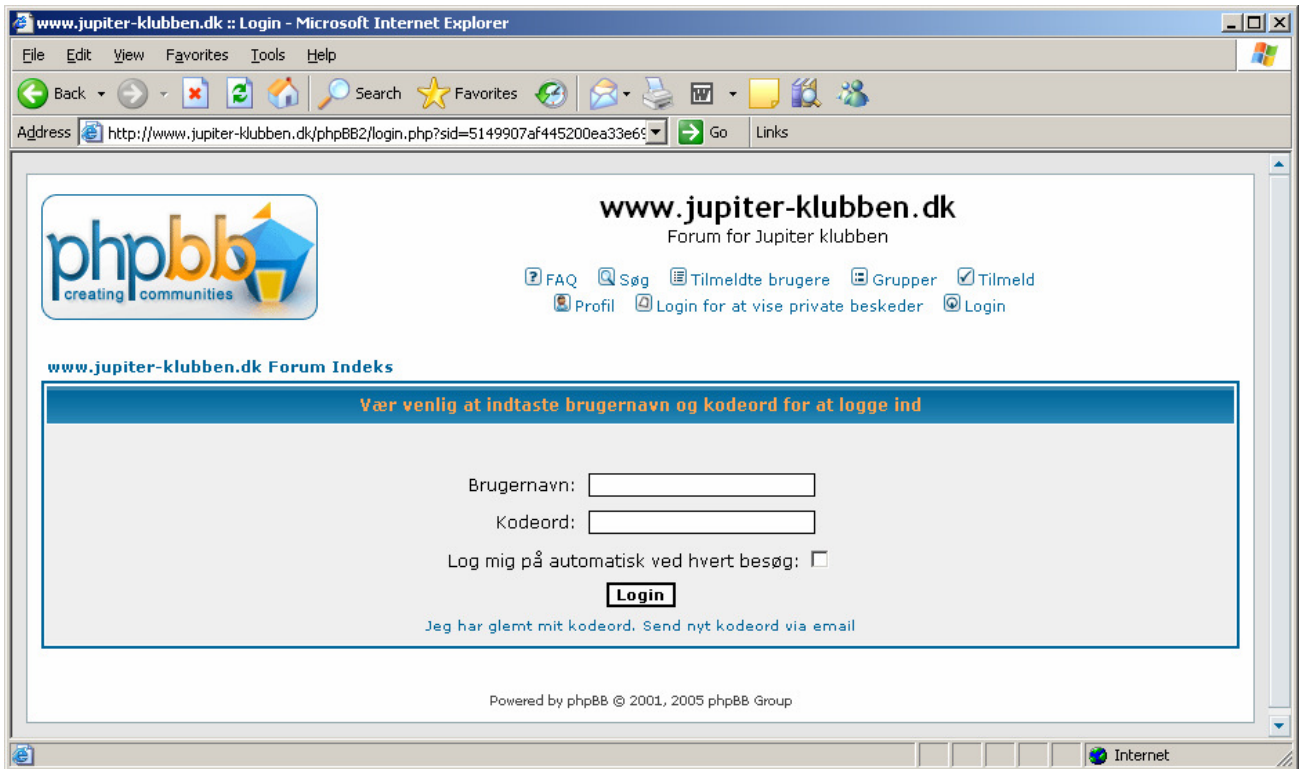 www.jupiter-klubben.dk :: Login - Microsoft Internet Explorer
File Edit View Favorites Tools Help
Back Search Favorites
Address http://www.jupiter-klubben.dk/phpBB2/login.php?sid=5149907af445200ea33e69 Go Links
phpbb
creating communities
www.jupiter-klubben.dk
Forum for Jupiter klubben
FAQ Søg Tilmeldte brugere Grupper Tilmeld
Profil Login for at vise private beskeder Login
www.jupiter-klubben.dk Forum Indeks
Vær venlig at indtaste brugernavn og kodeord for at logge ind
Brugernavn:
Kodeord:
Log mig på automatisk ved hvert besøg:
Login
Jeg har glemt mit kodeord. Send nyt kodeord via email
Powered by phpBB © 2001, 2005 phpBB Group
Internet